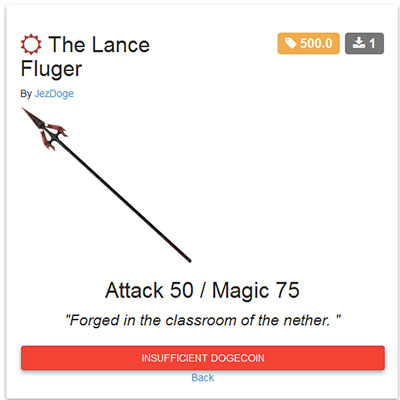 The Lance
Fluger
500.0
1
By JezDoge
Attack 50 / Magic 75
"Forged in the classroom of the nether. "
INSUFFICIENT DOGECOIN
Back